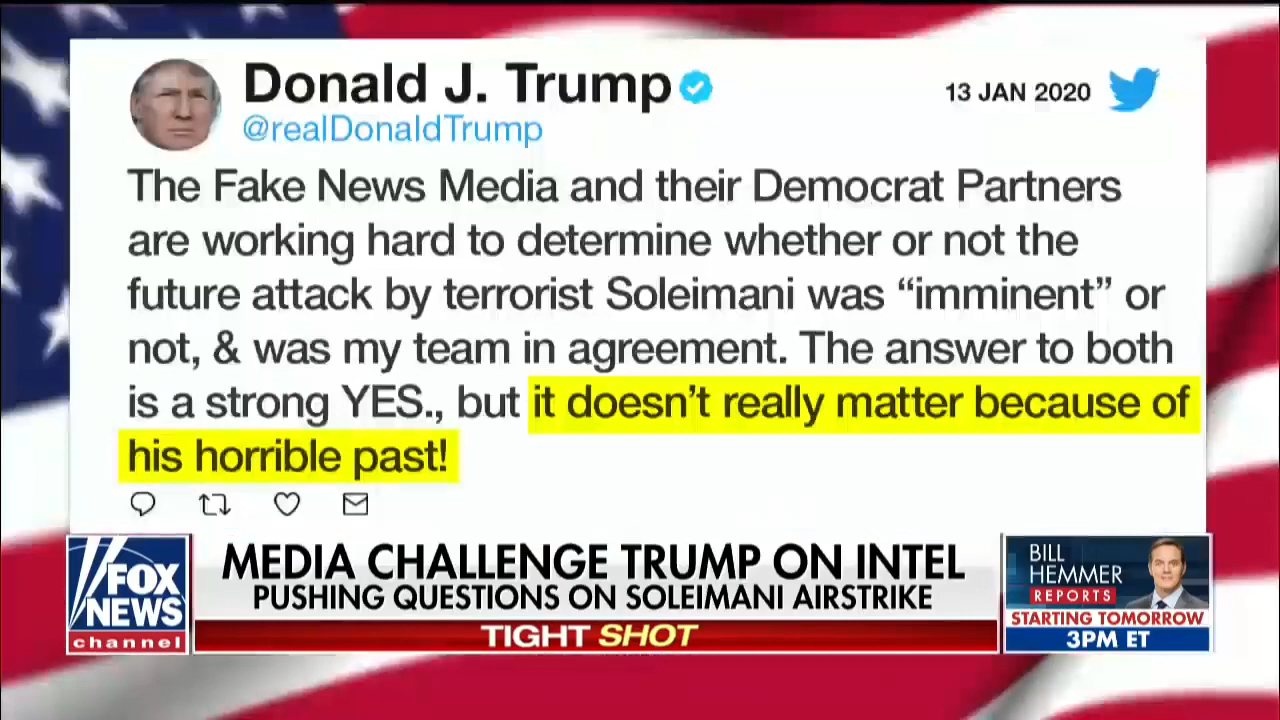 Donald J. Trump
@realDonaldTrump
13 JAN 2020
The Fake News Media and their Democrat Partners
are working hard to determine whether or not the
future attack by terrorist Soleimani was “imminent” or
not, & was my team in agreement. The answer to both
is a strong YES., but it doesn’t really matter because of
his horrible past!
FOX
NEWS
channel
MEDIA CHALLENGE TRUMP ON INTEL
PUSHING QUESTIONS ON SOLEIMANI AIRSTRIKE
TIGHT SHOT
BILL
HEMMER
REPORTS
STARTING TOMORROW
3PM ET